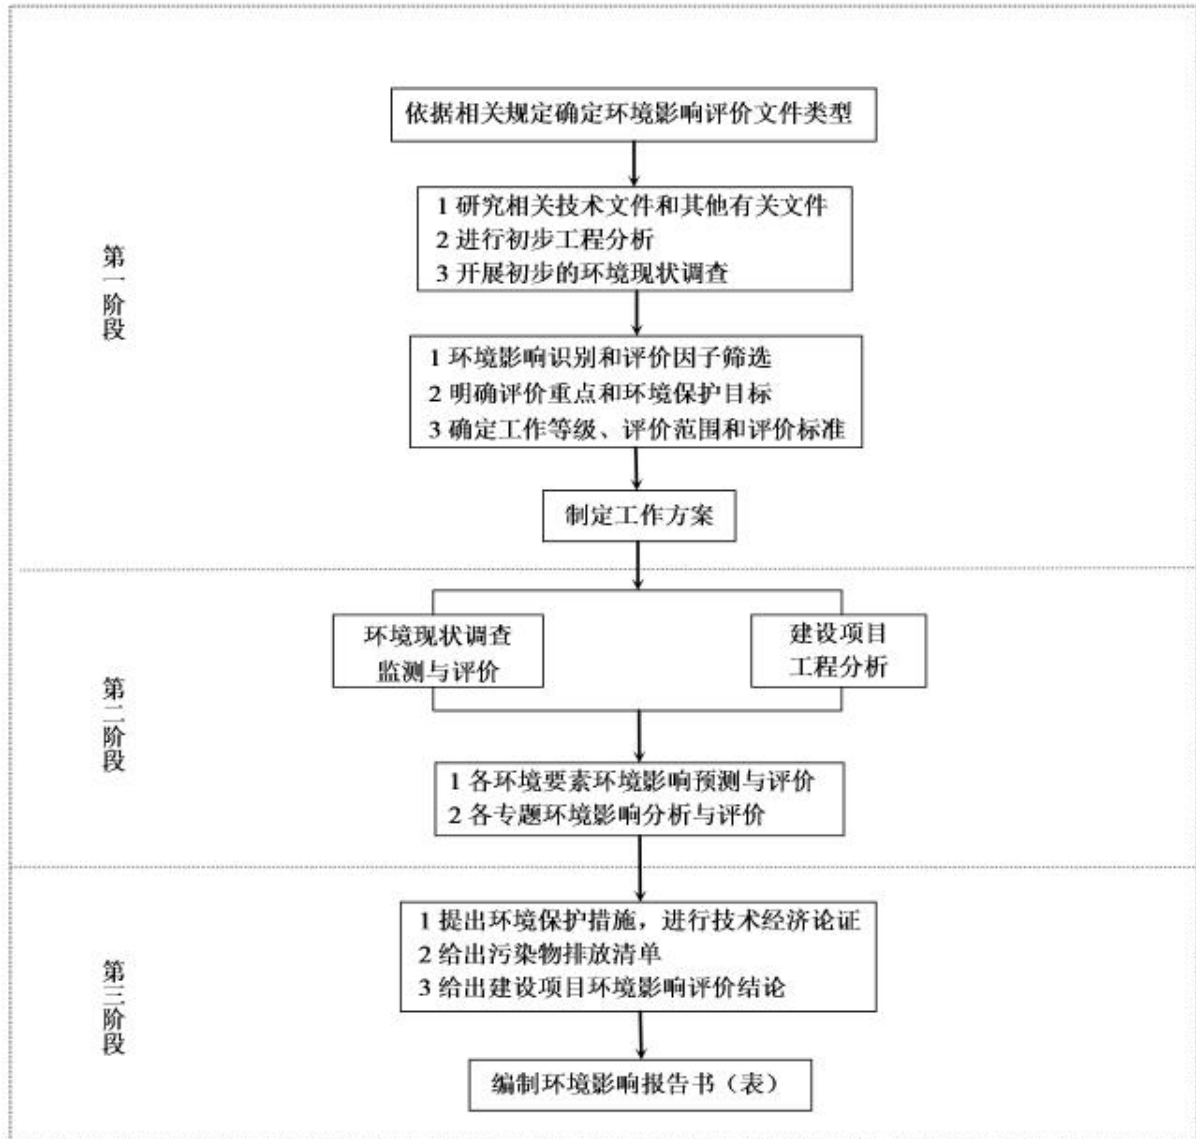 依据相关规定确定环境影响评价文件类型
1 研究相关技术文件和其他有关文件
2 进行初步工程分析
3 开展初步的环境现状调查
第一阶段
1 环境影响识别和评价因子筛选
2 明确评价重点和环境保护目标
3 确定工作等级、评价范围和评价标准
制定工作方案
环境现状调查
监测与评价
建设项目
工程分析
第二阶段
1 各环境要素环境影响预测与评价
2 各专题环境影响分析与评价
1 提出环境保护措施，进行技术经济论证
2 给出污染物排放清单
3 给出建设项目环境影响评价结论
第三阶段
编制环境影响报告书（表）